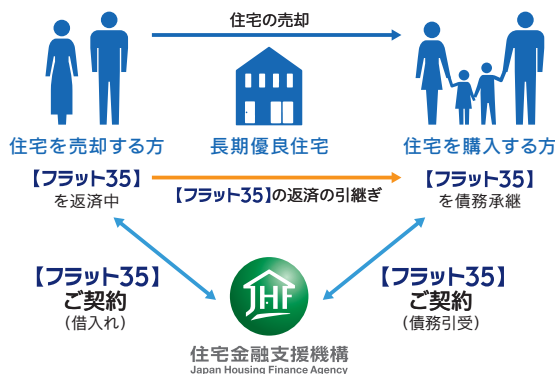 住宅の売却
住宅を売却する方
長期優良住宅
住宅を購入する方
【フラット35】
を返済中
【フラット35】の返済の引継ぎ
【フラット35】
を債務承継
【フラット35】
ご契約
（借入れ）
JHF
【フラット35】
ご契約
（債務引受）
住宅金融支援機構
Japan Housing Finance Agency